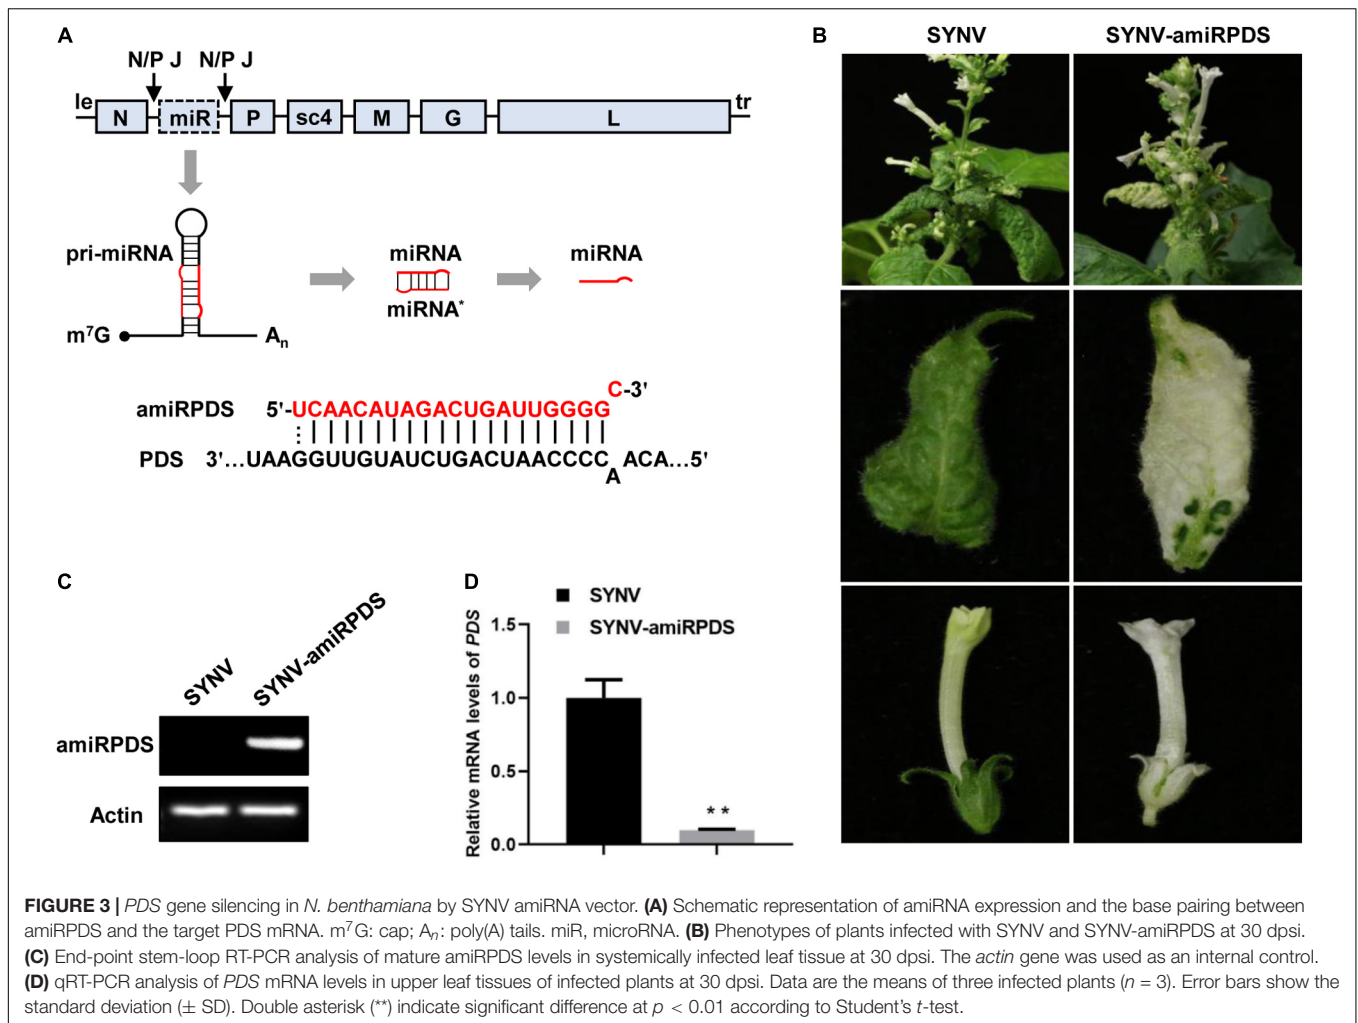 A
N/P J N/P J
le N miR P sc4 M G L tr
pri-miRNA
miRNA
miRNA*
miRNA
m⁷G
Aₙ
C-3'
amiRPDS 5'-UCAACAUAGACUGAUUGGGG
PDS 3'...UAAGGUUGUAUCUGACUAACCCC ACA...5'
A
B
SYNV SYNV-amiRPDS
C
SYNV SYNV-amiRPDS
amiRPDS
Actin
D
SYNV
SYNV-amiRPDS
Relative mRNA levels of PDS
1.5
1.0
0.5
0.0
**
FIGURE 3 | PDS gene silencing in N. benthamiana by SYNV amiRNA vector. (A) Schematic representation of amiRNA expression and the base pairing between
amiRPDS and the target PDS mRNA. m⁷G: cap; Aₙ: poly(A) tails. miR, microRNA. (B) Phenotypes of plants infected with SYNV and SYNV-amiRPDS at 30 dpsi.
(C) End-point stem-loop RT-PCR analysis of mature amiRPDS levels in systemically infected leaf tissue at 30 dpsi. The actin gene was used as an internal control.
(D) qRT-PCR analysis of PDS mRNA levels in upper leaf tissues of infected plants at 30 dpsi. Data are the means of three infected plants (n = 3). Error bars show the
standard deviation (± SD). Double asterisk (**) indicate significant difference at p < 0.01 according to Student's t-test.